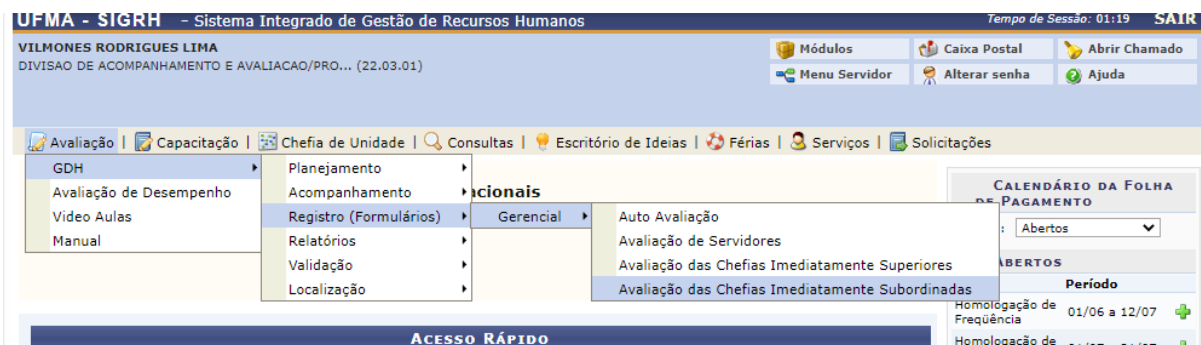 UFMA - SIGRH - Sistema Integrado de Gestão de Recursos Humanos Tempo de Sessão: 01:19 SAIR
VILMONES RODRIGUES LIMA
DIVISAO DE ACOMPANHAMENTO E AVALIACAO/PRO... (22.03.01)
Módulos Caixa Postal Abrir Chamado
Menu Servidor Alterar senha Ajuda
Avaliação | Capacitação | Chefia de Unidade | Consultas | Escritório de Ideias | Férias | Serviços | Solicitações
GDH
Avaliação de Desempenho
Video Aulas
Manual
Planejamento
Acompanhamento
Registro (Formulários)
Relatórios
Validação
Localização
Gerencial
Auto Avaliação
Avaliação de Servidores
Avaliação das Chefias Imediatamente Superiores
Avaliação das Chefias Imediatamente Subordinadas
cionais
CALENDÁRIO DA FOLHA
DE PAGAMENTO
: Abertos
ABERTOS
Período
Homologação de
Freqüência 01/06 a 12/07
Homologação de
ACESSO RÁPIDO